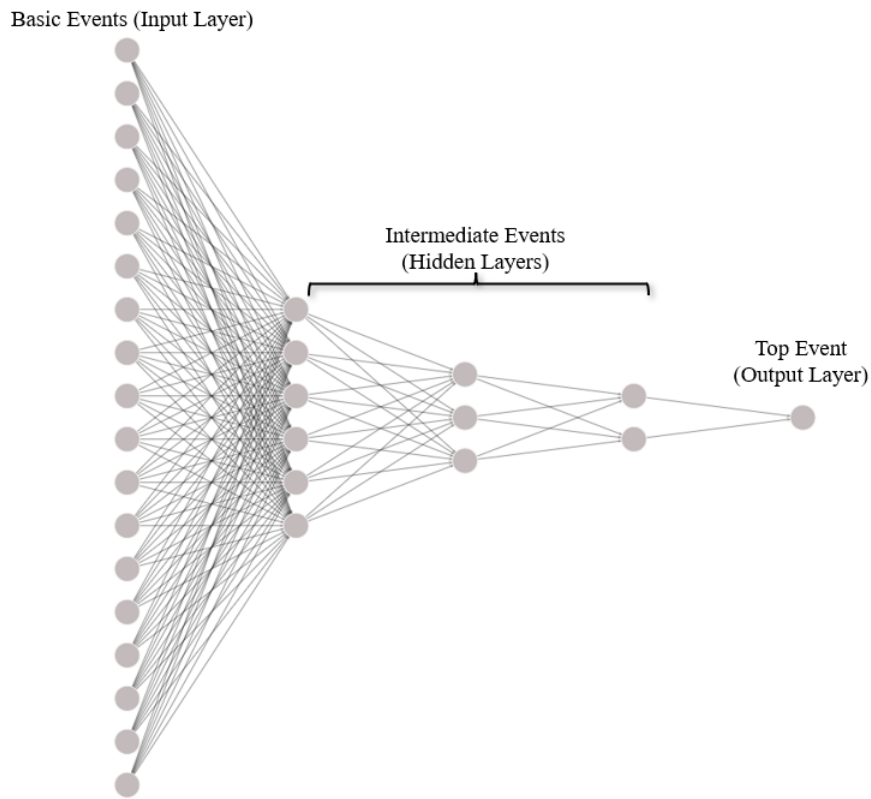 Basic Events (Input Layer)
Intermediate Events
(Hidden Layers)
Top Event
(Output Layer)